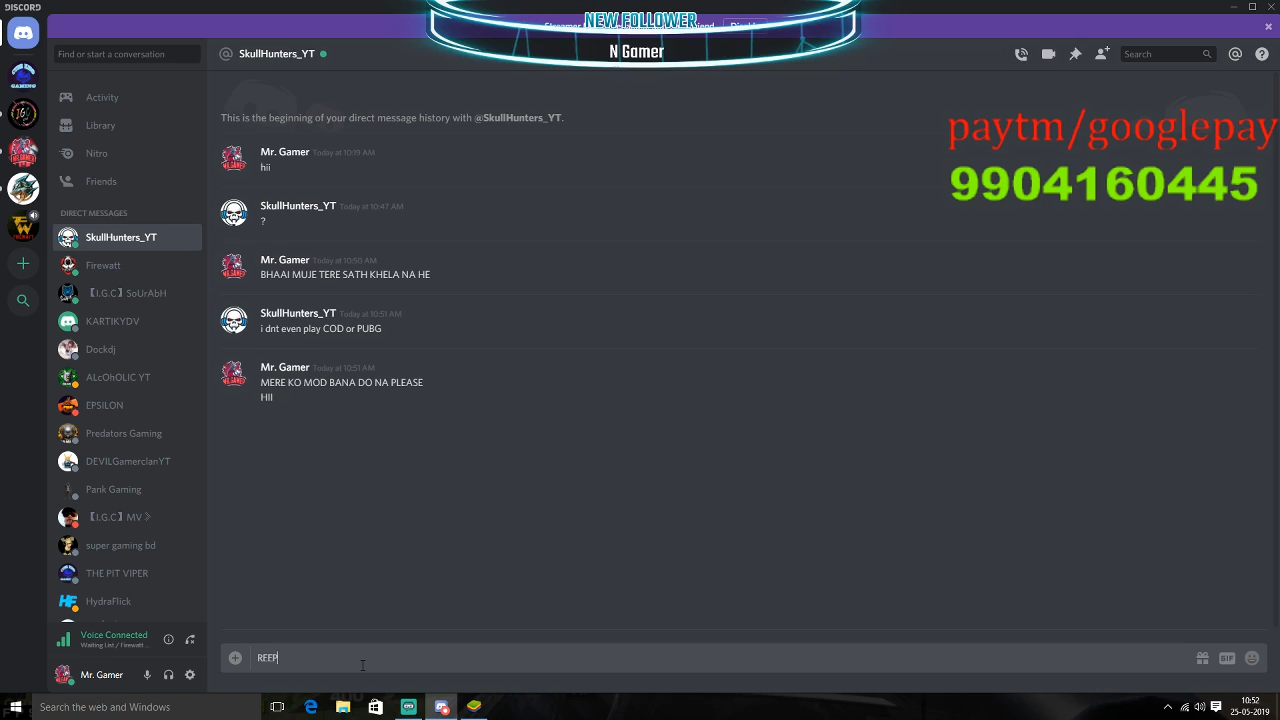 DISCORD
NEW FOLLOWER
N Gamer
Find or start a conversation
SkullHunters_YT
Search
Activity
Library
Nitro
Friends
DIRECT MESSAGES
SkullHunters_YT
Firewatt
【I.G.C】SoUrAbH
KARTIKYDV
Dockdj
ALcOhOLIC YT
EPSILON
Predators Gaming
DEVILGamerclanYT
Pank Gaming
【I.G.C】MV
super gaming bd
THE PIT VIPER
HydraFlick
Voice Connected
Waiting List / Firewatt...
Mr. Gamer
This is the beginning of your direct message history with @SkullHunters_YT.
Mr. Gamer Today at 10:19 AM
hii
SkullHunters_YT Today at 10:47 AM
?
Mr. Gamer Today at 10:50 AM
BHAAI MUJE TERE SATH KHELA NA HE
SkullHunters_YT Today at 10:51 AM
i dnt even play COD or PUBG
Mr. Gamer Today at 10:51 AM
MERE KO MOD BANA DO NA PLEASE
HII
REEP
GIF
paytm/googlepay
9904160445
Search the web and Windows
10:52
25-05-2019